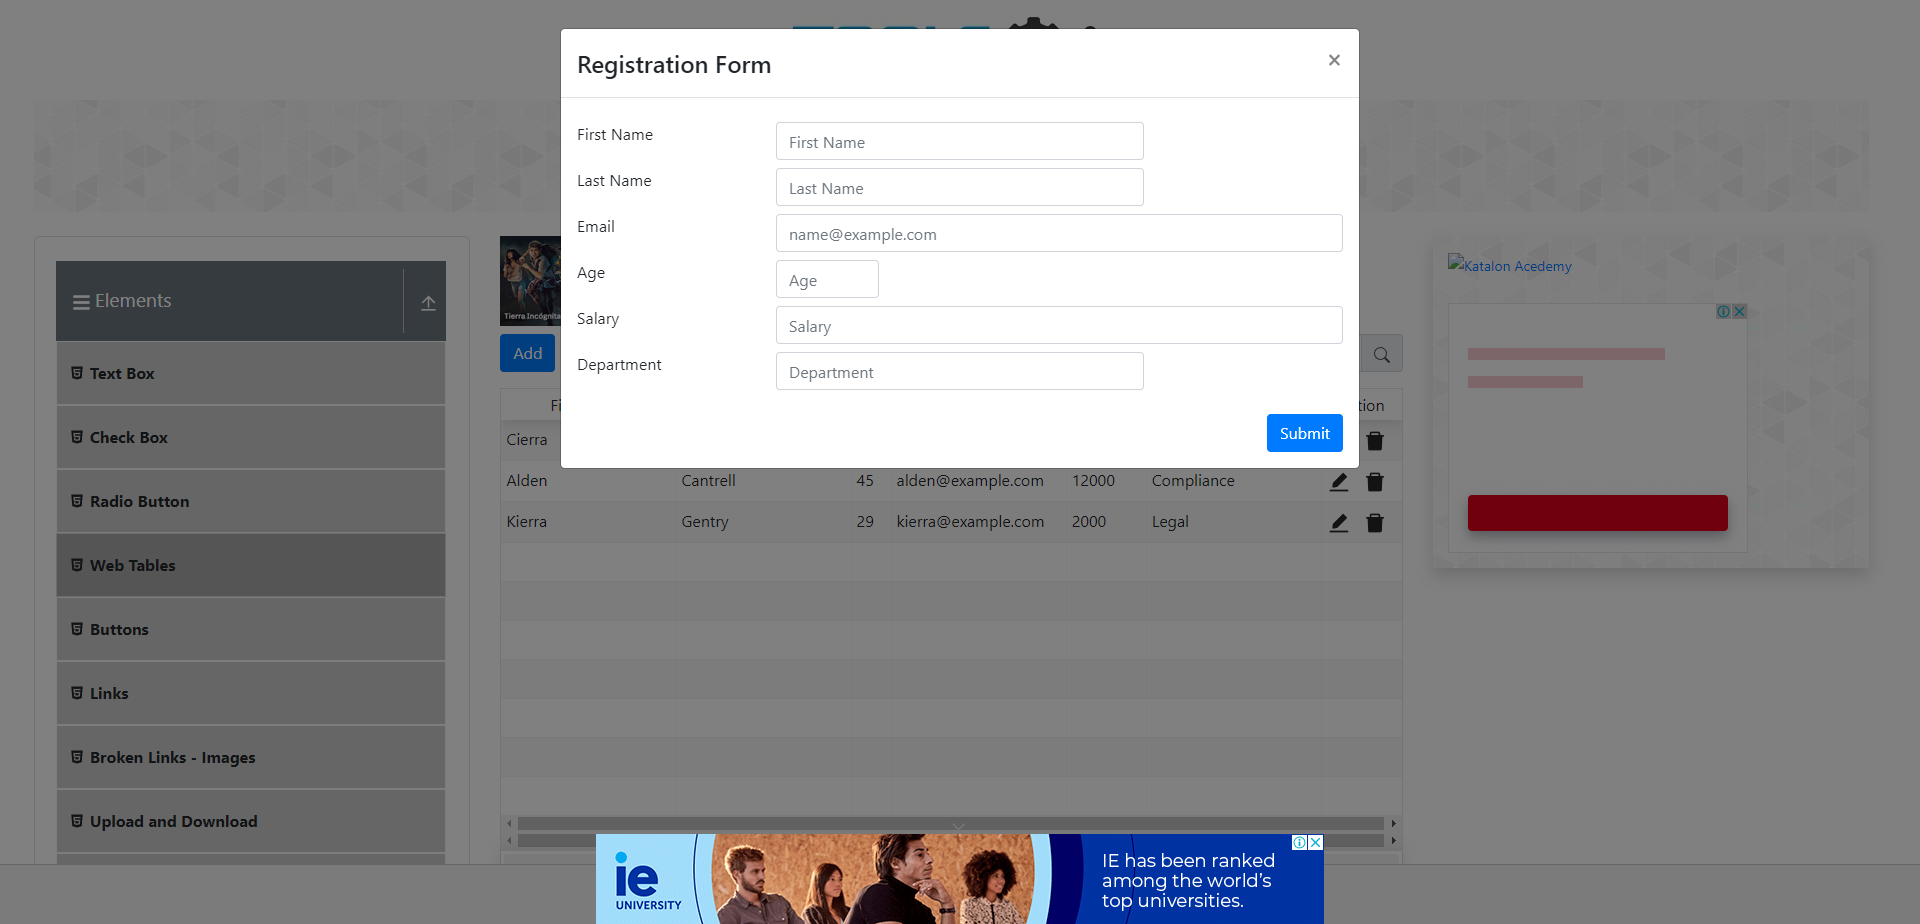 Registration Form
×
First Name
First Name
Last Name
Last Name
Email
name@example.com
Age
Age
Salary
Salary
Department
Department
Submit
Elements
Text Box
Check Box
Radio Button
Web Tables
Buttons
Links
Broken Links - Images
Upload and Download
Tierra Incógnita
Add
Cierra
Alden Cantrell 45 alden@example.com 12000 Compliance
Kierra Gentry 29 kierra@example.com 2000 Legal
Katalon Acedemy
ie
UNIVERSITY
IE has been ranked
among the world's
top universities.